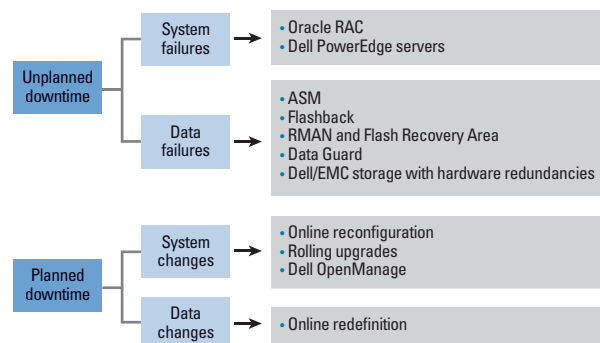 Unplanned
downtime
System
failures
• Oracle RAC
• Dell PowerEdge servers
Data
failures
• ASM
• Flashback
• RMAN and Flash Recovery Area
• Data Guard
• Dell/EMC storage with hardware redundancies
Planned
downtime
System
changes
• Online reconfiguration
• Rolling upgrades
• Dell OpenManage
Data
changes
• Online redefinition